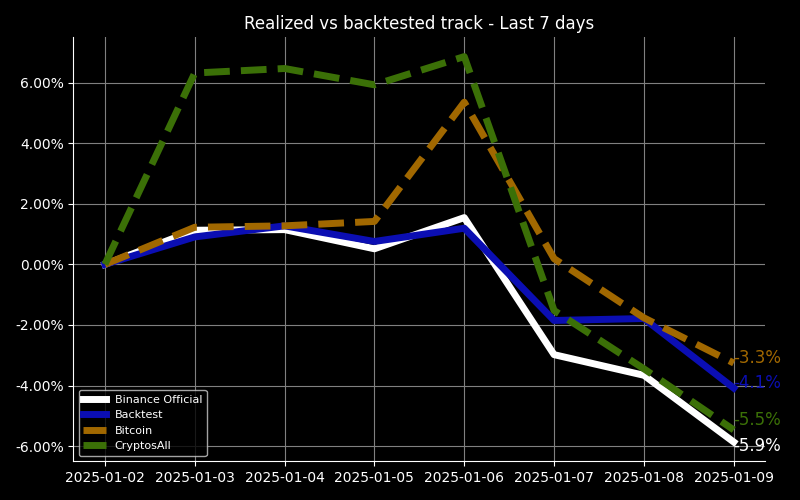 Realized vs backtested track - Last 7 days
6.00%
4.00%
2.00%
0.00%
-2.00%
-4.00%
-6.00%
-3.3%
-4.1%
-5.5%
-5.9%
Binance Official
Backtest
Bitcoin
CryptosAll
2025-01-02 2025-01-03 2025-01-04 2025-01-05 2025-01-06 2025-01-07 2025-01-08 2025-01-09